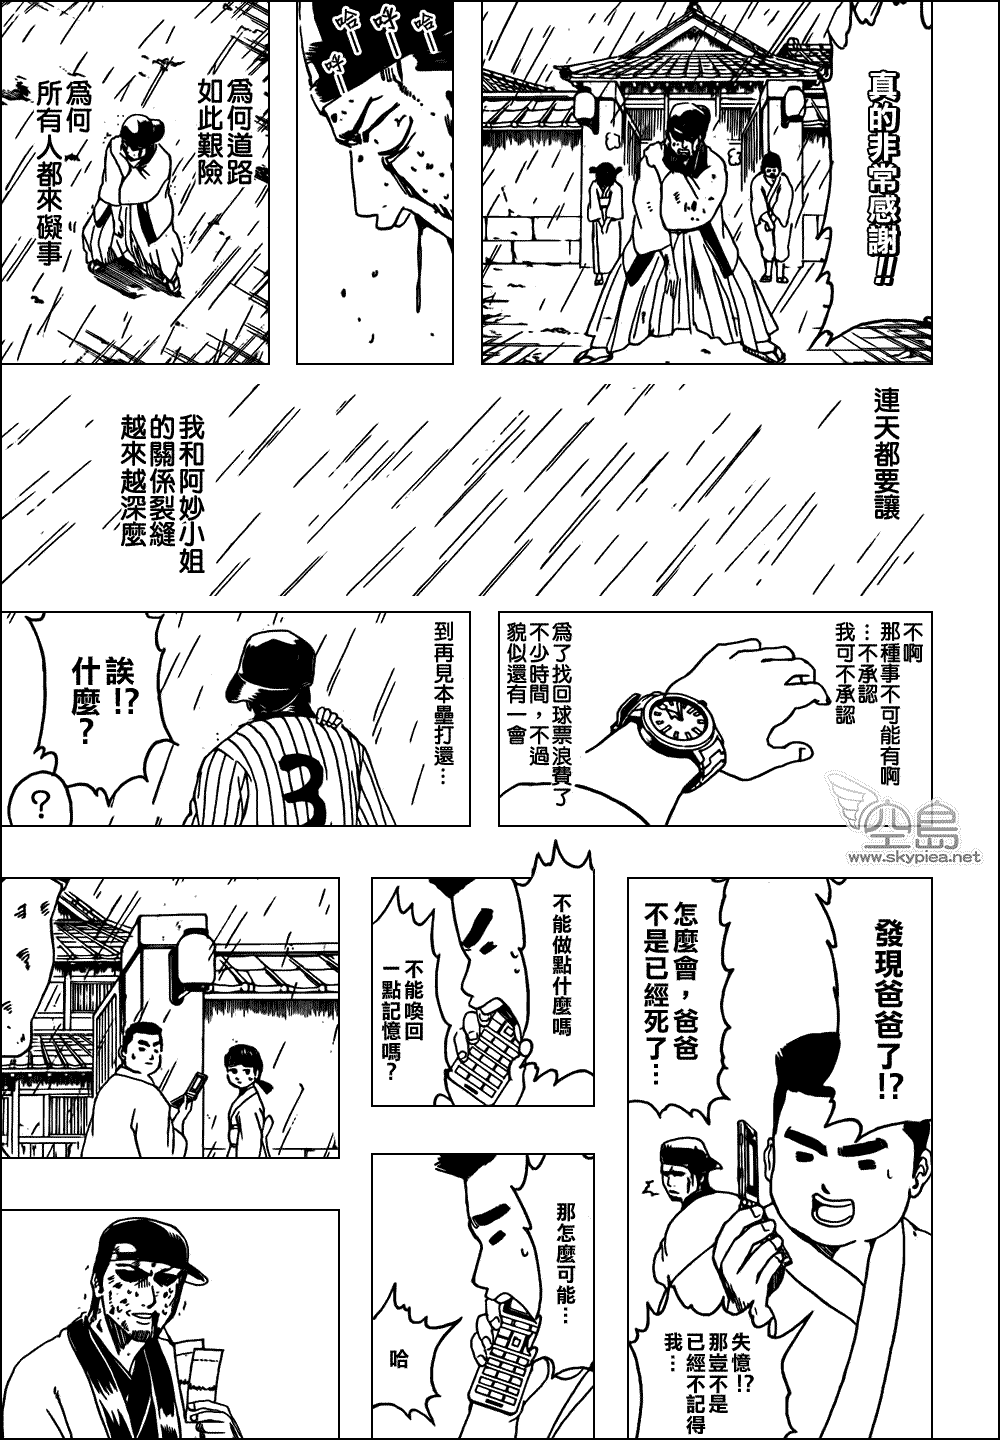 真的非常感謝!!
哈—
呼—
哈—
呼—
為何道路
如此艱險
為何
所有人都來礙事
連天都要讓
我和阿妙小姐
的關係裂縫
越來越深麼
不啊
那種事不可能有啊
…不承認
我可不承認
為了找回球票浪費了
不少時間，不過
貌似還有一會
到再見本壘打還…
誒!?
什麼？
？
空島
www.skypiea.net
發現爸爸了!?
怎麼會，爸爸
不是已經死了…
失憶!?
那豈不是
已經不記得
我…
不能做點什麼嗎
不能喚回
一點記憶嗎？
那怎麼可能…
哈